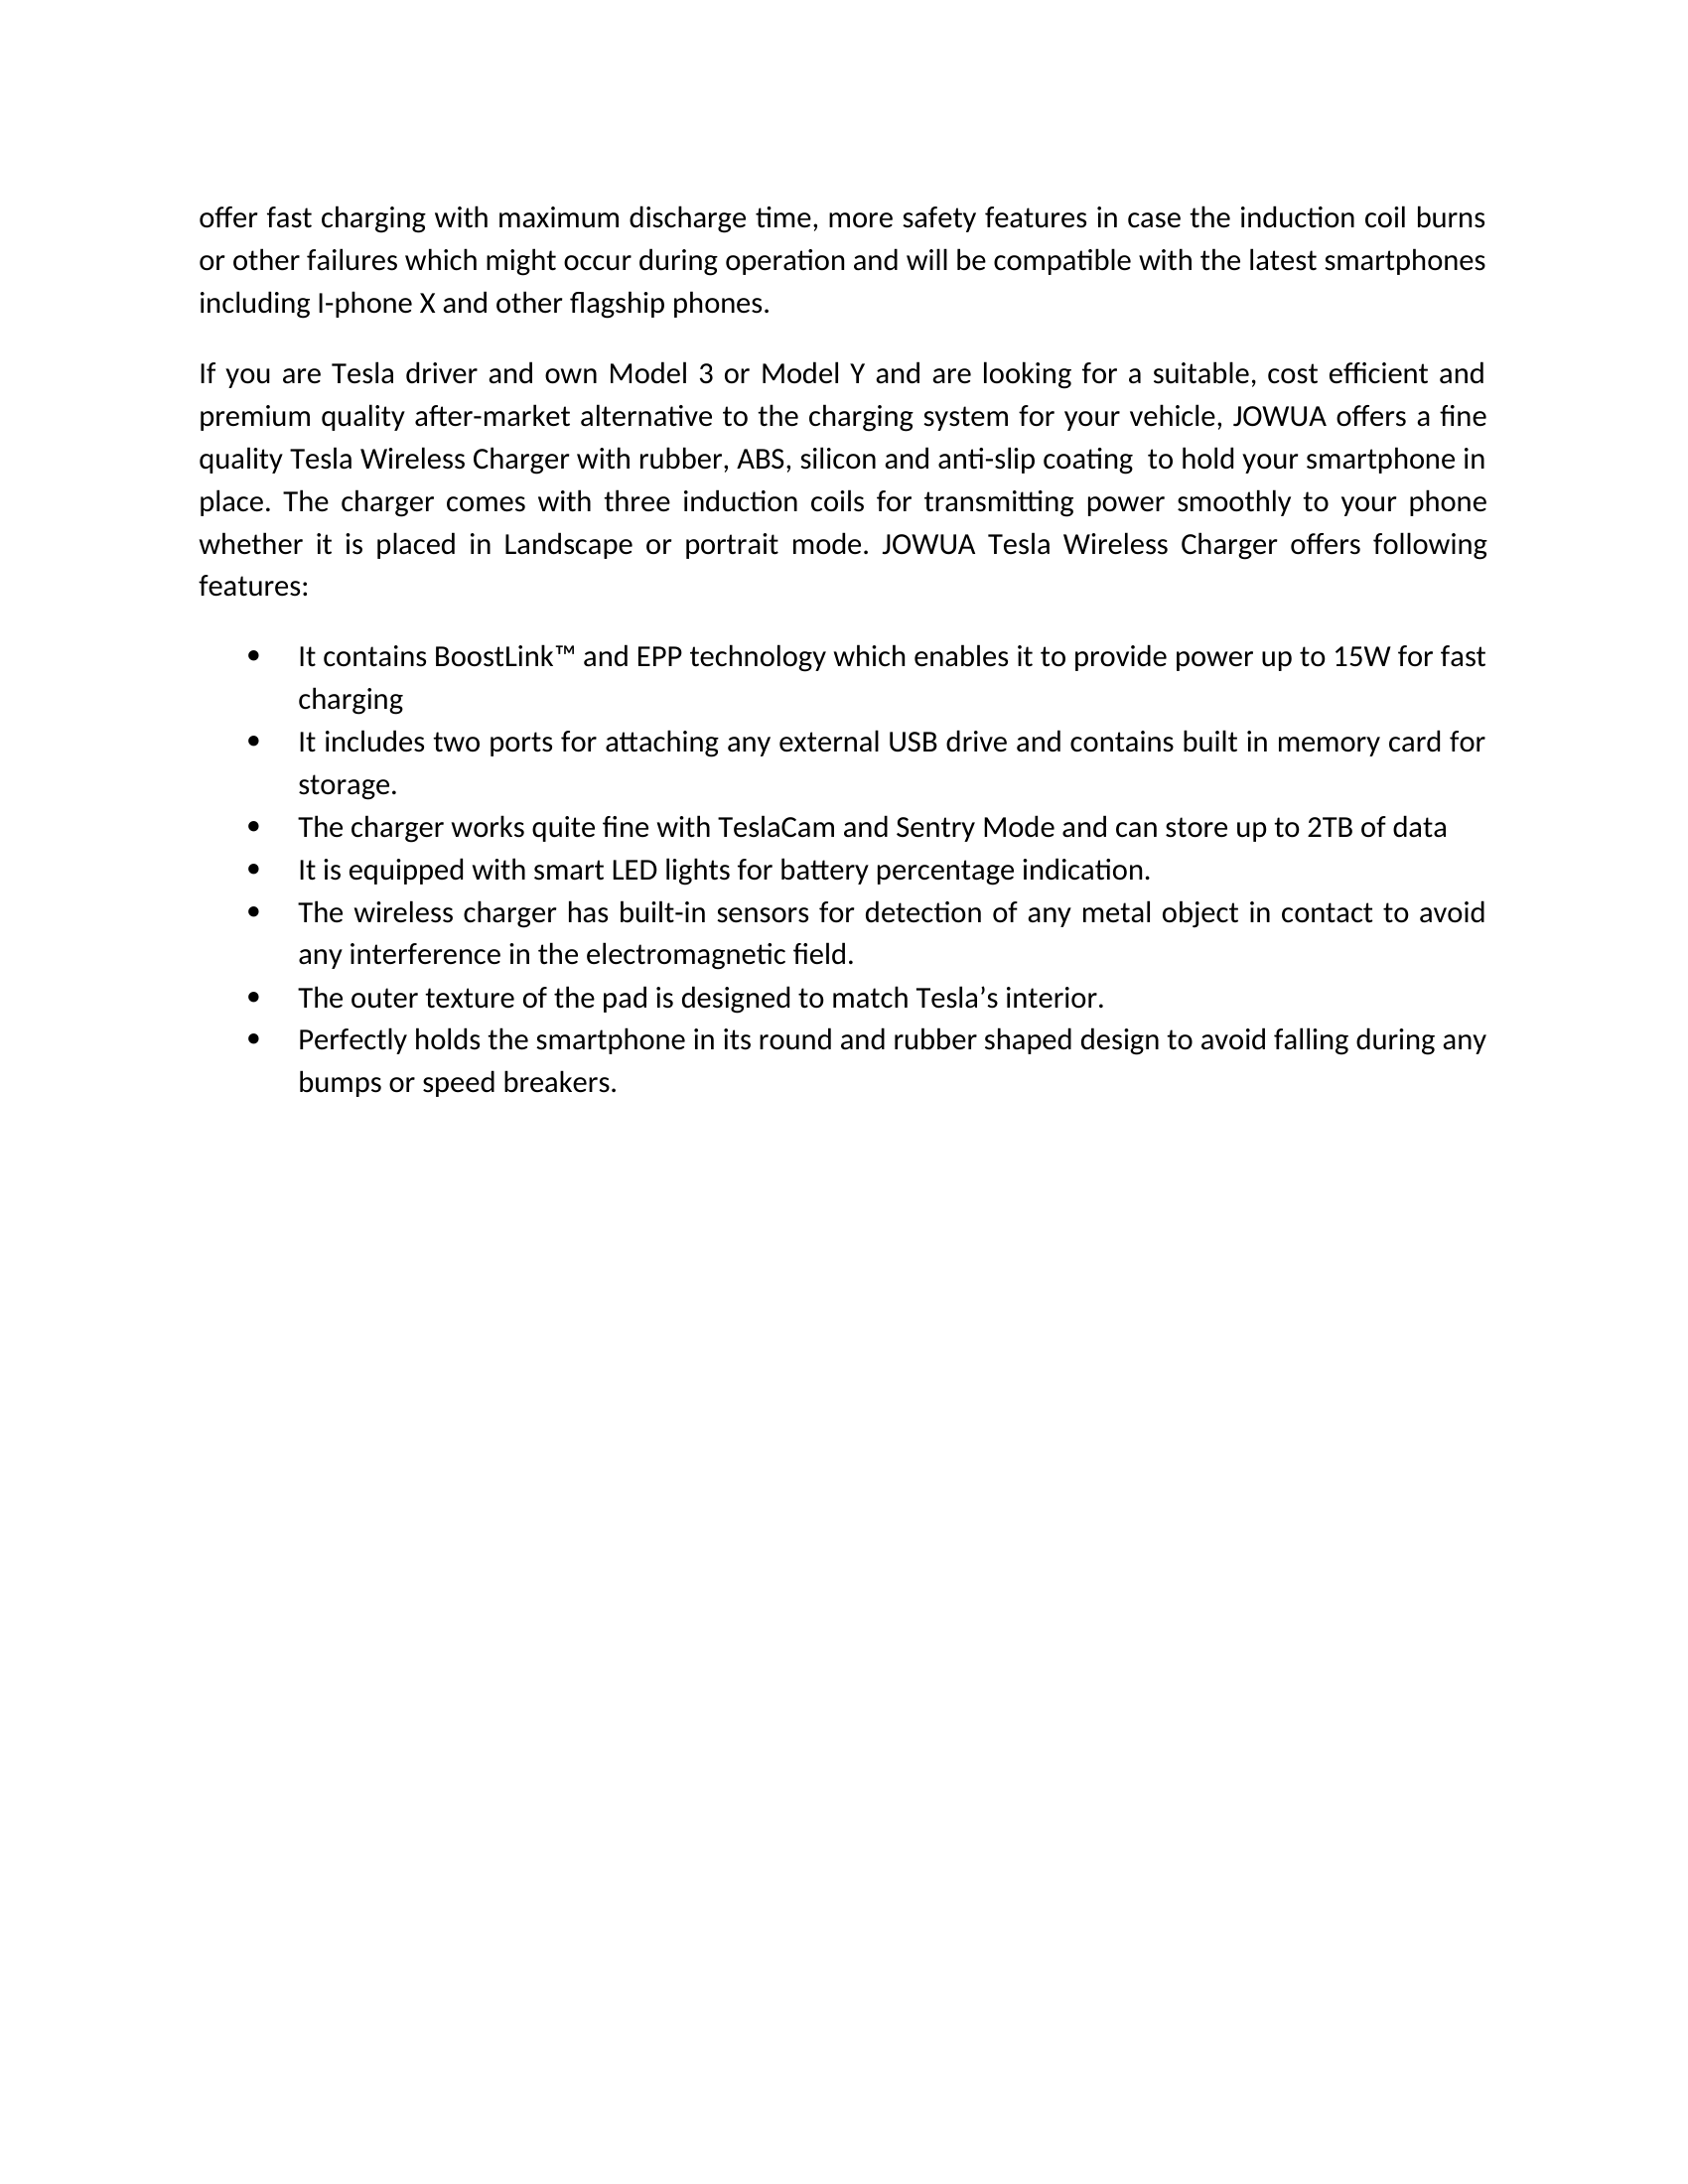 offer fast charging with maximum discharge time, more safety features in case the induction coil burns
or other failures which might occur during operation and will be compatible with the latest smartphones
including I-phone X and other flagship phones.
If you are Tesla driver and own Model 3 or Model Y and are looking for a suitable, cost efficient and
premium quality after-market alternative to the charging system for your vehicle, JOWUA offers a fine
quality Tesla Wireless Charger with rubber, ABS, silicon and anti-slip coating  to hold your smartphone in
place. The charger comes with three induction coils for transmitting power smoothly to your phone
whether it is placed in Landscape or portrait mode. JOWUA Tesla Wireless Charger offers following
features:
• It contains BoostLink™ and EPP technology which enables it to provide power up to 15W for fast
charging
• It includes two ports for attaching any external USB drive and contains built in memory card for
storage.
• The charger works quite fine with TeslaCam and Sentry Mode and can store up to 2TB of data
• It is equipped with smart LED lights for battery percentage indication.
• The wireless charger has built-in sensors for detection of any metal object in contact to avoid
any interference in the electromagnetic field.
• The outer texture of the pad is designed to match Tesla’s interior.
• Perfectly holds the smartphone in its round and rubber shaped design to avoid falling during any
bumps or speed breakers.